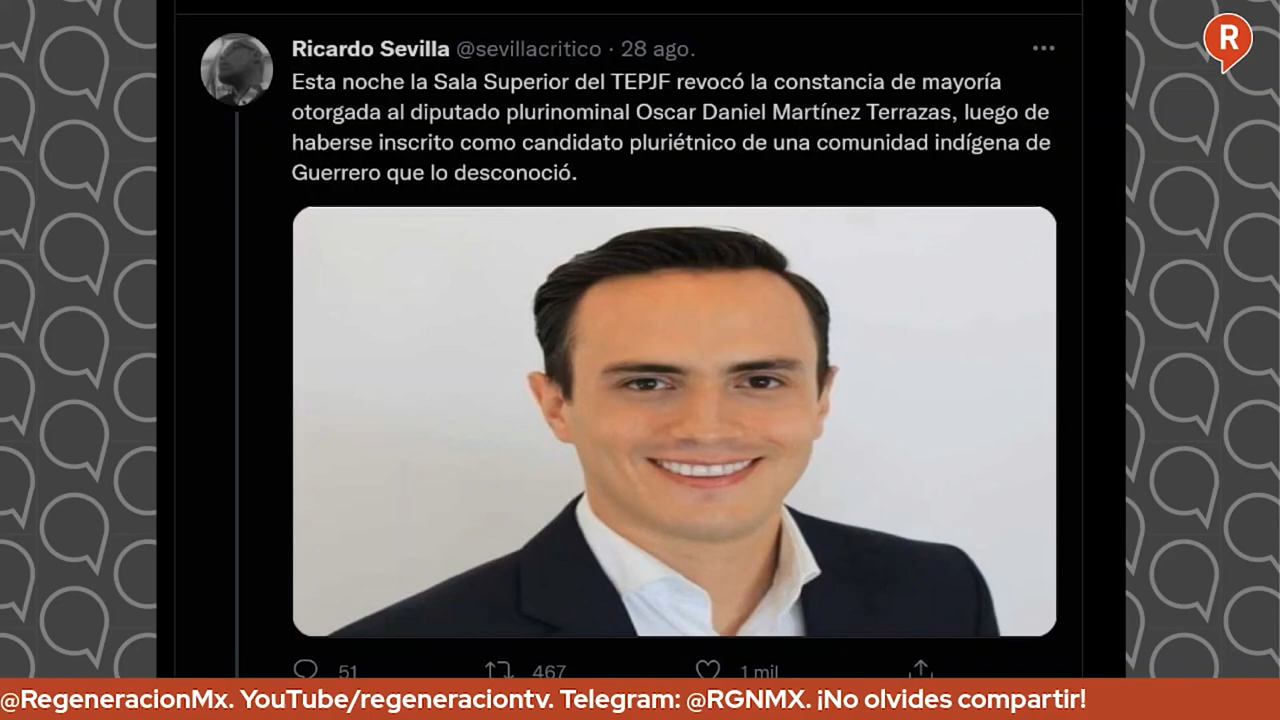 Ricardo Sevilla @sevillacritico · 28 ago.
Esta noche la Sala Superior del TEPJF revocó la constancia de mayoría
otorgada al diputado plurinominal Oscar Daniel Martínez Terrazas, luego de
haberse inscrito como candidato pluriétnico de una comunidad indígena de
Guerrero que lo desconoció.
51 467 1 mil
@RegeneracionMx. YouTube/regeneraciontv. Telegram: @RGNMX. ¡No olvides compartir!
R